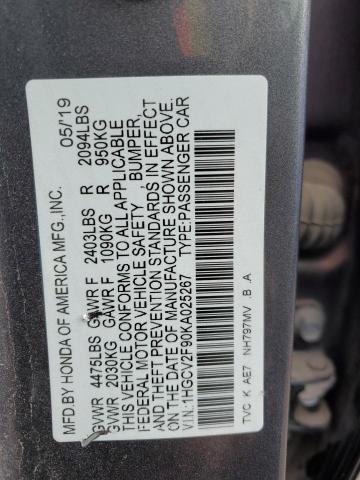 MFD.BY HONDA OF AMERICA MFG.,INC. 05/19
GVWR 4475LBS GAWR F 2403LBS R 2094LBS
GVWR 2030KG GAWR F 1090KG R 950KG
THIS VEHICLE CONFORMS TO ALL APPLICABLE
FEDERAL MOTOR VEHICLE SAFETY , BUMPER,
AND THEFT PREVENTION STANDARDS IN EFFECT
ON THE DATE OF MANUFACTURE SHOWN ABOVE.
V.I.N.:1HGCV2F90KA025267 TYPE:PASSENGER CAR
TVC K AE7 NH797MV .B .A